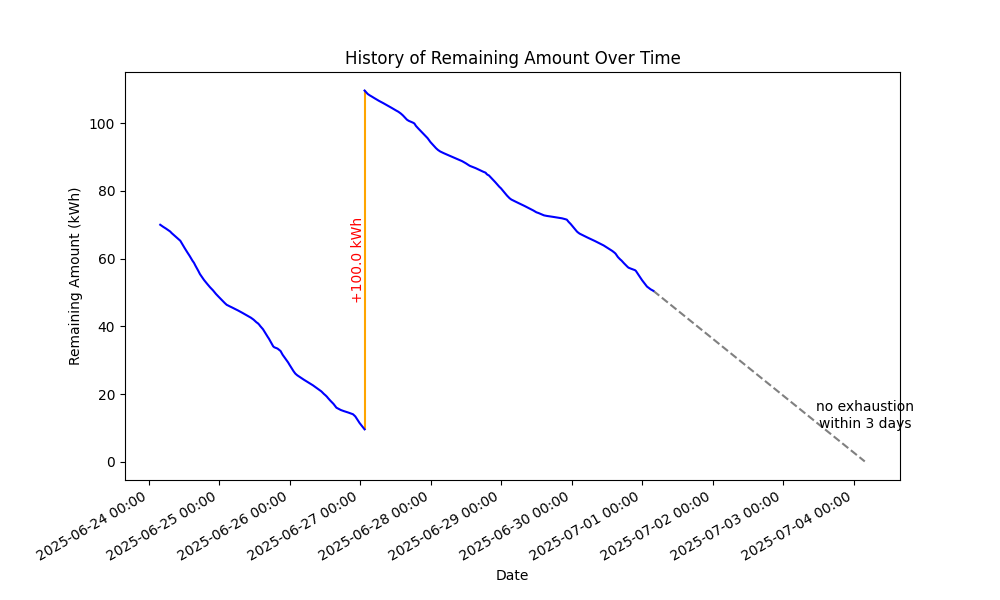 History of Remaining Amount Over Time
Remaining Amount (kWh)
100
80
60
40
20
0
+100.0 kWh
no exhaustion
within 3 days
2025-06-24 00:00
2025-06-25 00:00
2025-06-26 00:00
2025-06-27 00:00
2025-06-28 00:00
2025-06-29 00:00
2025-06-30 00:00
2025-07-01 00:00
2025-07-02 00:00
2025-07-03 00:00
2025-07-04 00:00
Date